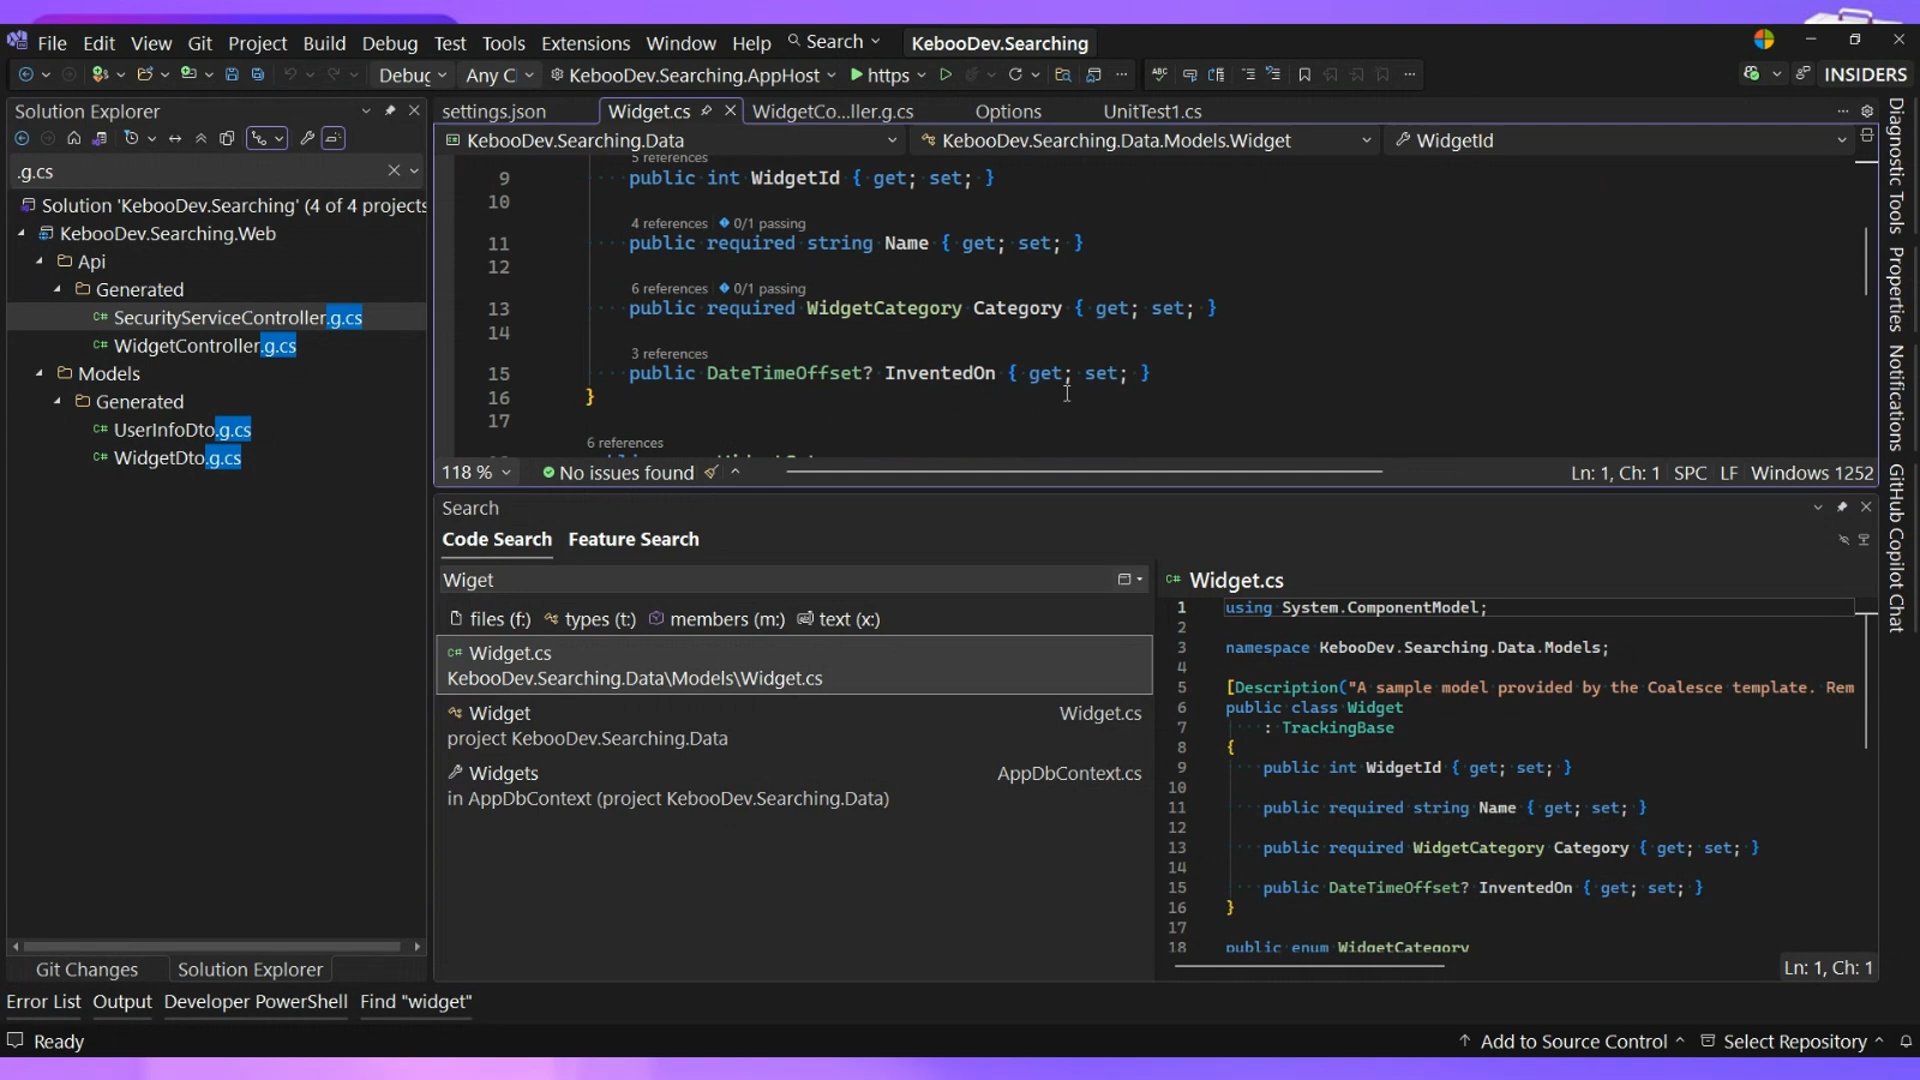 File Edit View Git Project Build Debug Test Tools Extensions Window Help Search KebooDev.Searching
Debug Any C KebooDev.Searching.AppHost https INSIDERS
Solution Explorer
.g.cs
Solution 'KebooDev.Searching' (4 of 4 projects
KebooDev.Searching.Web
Api
Generated
SecurityServiceController.g.cs
WidgetController.g.cs
Models
Generated
UserInfoDto.g.cs
WidgetDto.g.cs
Git Changes Solution Explorer
settings.json Widget.cs WidgetCo...ller.g.cs Options UnitTest1.cs
KebooDev.Searching.Data KebooDev.Searching.Data.Models.Widget WidgetId
5 references
9 public int WidgetId { get; set; }
10
4 references 0/1 passing
11 public required string Name { get; set; }
12
6 references 0/1 passing
13 public required WidgetCategory Category { get; set; }
14
3 references
15 public DateTimeOffset? InventedOn { get; set; }
16 }
17
6 references
118 % No issues found Ln: 1, Ch: 1 SPC LF Windows 1252
Search
Code Search Feature Search
Wiget
files (f:) types (t:) members (m:) text (x:)
Widget.cs
KebooDev.Searching.Data\Models\Widget.cs
Widget Widget.cs
project KebooDev.Searching.Data
Widgets AppDbContext.cs
in AppDbContext (project KebooDev.Searching.Data)
Widget.cs
1 using System.ComponentModel;
2
3 namespace KebooDev.Searching.Data.Models;
4
5 [Description("A sample model provided by the Coalesce template. Rem
6 public class Widget
7 : TrackingBase
8 {
9 public int WidgetId { get; set; }
10
11 public required string Name { get; set; }
12
13 public required WidgetCategory Category { get; set; }
14
15 public DateTimeOffset? InventedOn { get; set; }
16 }
17
18 public enum WidgetCategory
Ln: 1, Ch: 1
Diagnostic Tools
Properties
Notifications
GitHub Copilot Chat
Error List Output Developer PowerShell Find "widget"
Ready Add to Source Control Select Repository